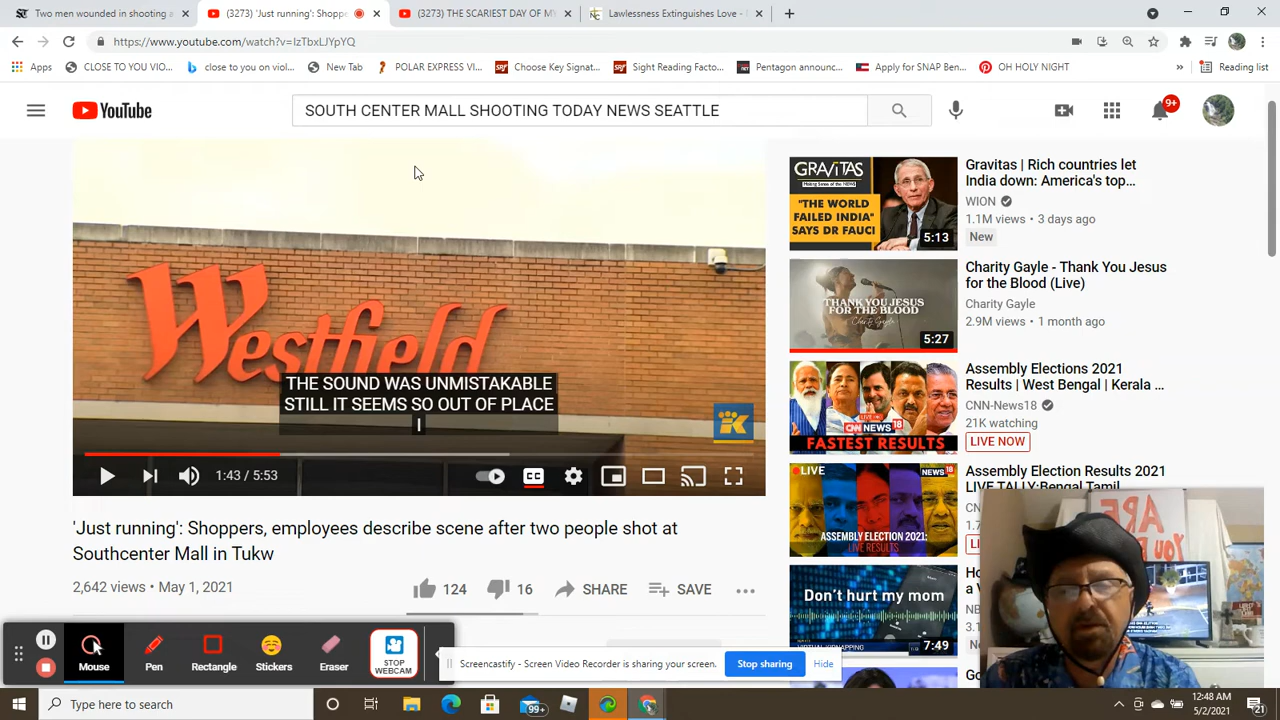 Two men wounded in shooting a
(3273) 'Just running': Shoppe
(3273) THE SCARIEST DAY OF MY
Lawlessness Extinguishes Love -
https://www.youtube.com/watch?v=IzTbxLJYpYQ
Apps
CLOSE TO YOU VIO...
close to you on viol...
New Tab
POLAR EXPRESS VI...
Choose Key Signat...
Sight Reading Facto...
Pentagon announc...
Apply for SNAP Ben...
OH HOLY NIGHT
»
Reading list
YouTube
SOUTH CENTER MALL SHOOTING TODAY NEWS SEATTLE
9+
Westfield
THE SOUND WAS UNMISTAKABLE
STILL IT SEEMS SO OUT OF PLACE
I
1:43 / 5:53
CC
'Just running': Shoppers, employees describe scene after two people shot at
Southcenter Mall in Tukw
2,642 views • May 1, 2021
124
16
SHARE
SAVE
GRAVITAS
"THE WORLD
FAILED INDIA"
SAYS DR FAUCI
5:13
Gravitas | Rich countries let
India down: America's top...
WION
1.1M views • 3 days ago
New
THANK YOU JESUS
FOR THE BLOOD
5:27
Charity Gayle - Thank You Jesus
for the Blood (Live)
Charity Gayle
2.9M views • 1 month ago
CNN NEWS 18
FASTEST RESULTS
Assembly Elections 2021
Results | West Bengal | Kerala ...
CNN-News18
21K watching
LIVE NOW
LIVE
NEWS18
ASSEMBLY ELECTION 2021:
LIVE RESULTS
Assembly Election Results 2021
LIVE TALLY:Bengal Tamil
Don't hurt my mom
7:49
Mouse
Pen
Rectangle
Stickers
Eraser
STOP
WEBCAM
Screencastify - Screen Video Recorder is sharing your screen.
Stop sharing
Hide
ARE
YOU
Type here to search
99+
12:48 AM
5/2/2021
21